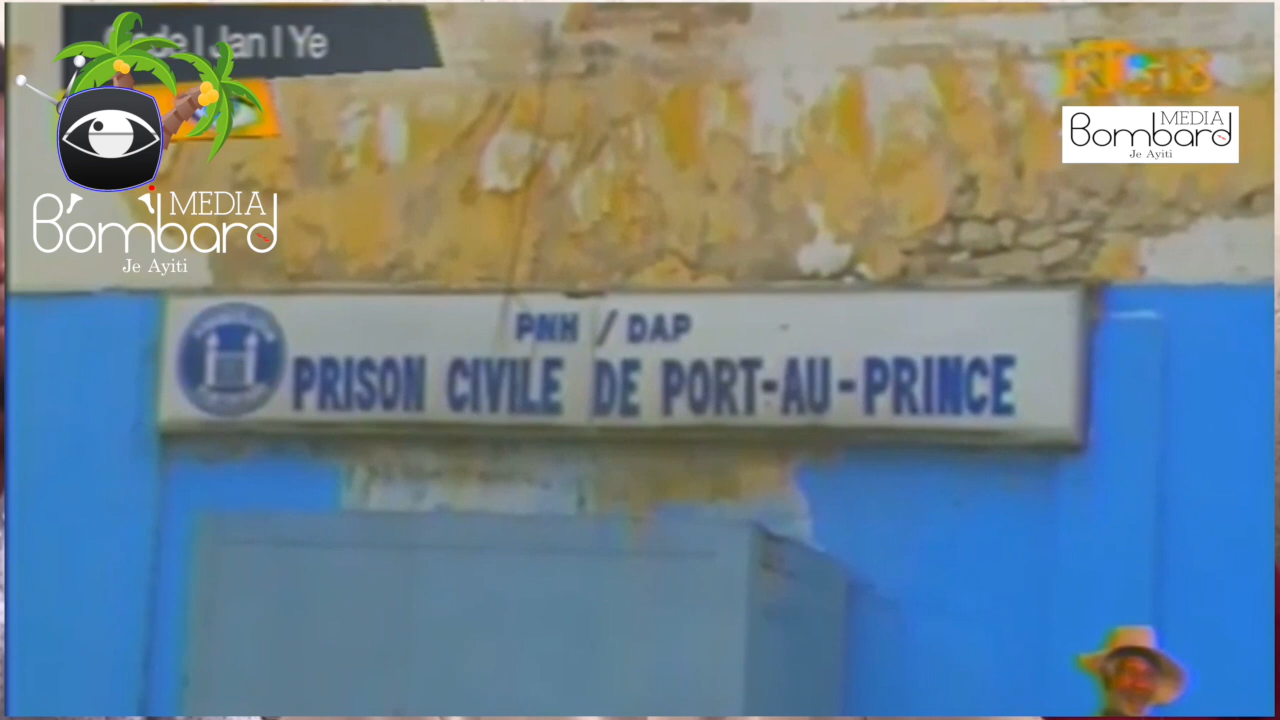 Gade | Jan | Ye
MEDIA
Bombard
Je Ayiti
MEDIA
Bombard
Je Ayiti
PNH / DAP
PRISON CIVILE DE PORT-AU-PRINCE